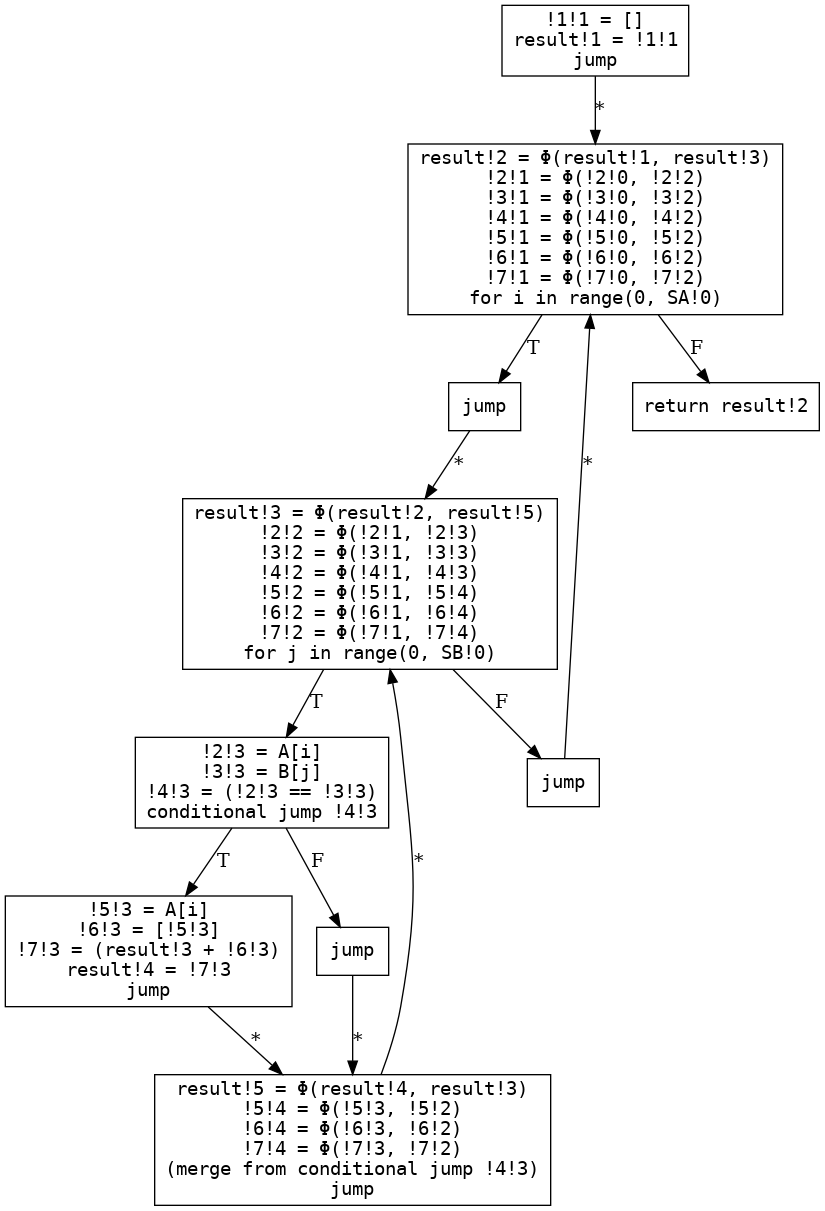 !1!1 = []
result!1 = !1!1
jump
*
result!2 = Φ(result!1, result!3)
!2!1 = Φ(!2!0, !2!2)
!3!1 = Φ(!3!0, !3!2)
!4!1 = Φ(!4!0, !4!2)
!5!1 = Φ(!5!0, !5!2)
!6!1 = Φ(!6!0, !6!2)
!7!1 = Φ(!7!0, !7!2)
for i in range(0, SA!0)
T
F
jump
return result!2
*
*
result!3 = Φ(result!2, result!5)
!2!2 = Φ(!2!1, !2!3)
!3!2 = Φ(!3!1, !3!3)
!4!2 = Φ(!4!1, !4!3)
!5!2 = Φ(!5!1, !5!4)
!6!2 = Φ(!6!1, !6!4)
!7!2 = Φ(!7!1, !7!4)
for j in range(0, SB!0)
T
F
!2!3 = A[i]
!3!3 = B[j]
!4!3 = (!2!3 == !3!3)
conditional jump !4!3
jump
T
F
*
!5!3 = A[i]
!6!3 = [!5!3]
!7!3 = (result!3 + !6!3)
result!4 = !7!3
jump
jump
*
*
result!5 = Φ(result!4, result!3)
!5!4 = Φ(!5!3, !5!2)
!6!4 = Φ(!6!3, !6!2)
!7!4 = Φ(!7!3, !7!2)
(merge from conditional jump !4!3)
jump